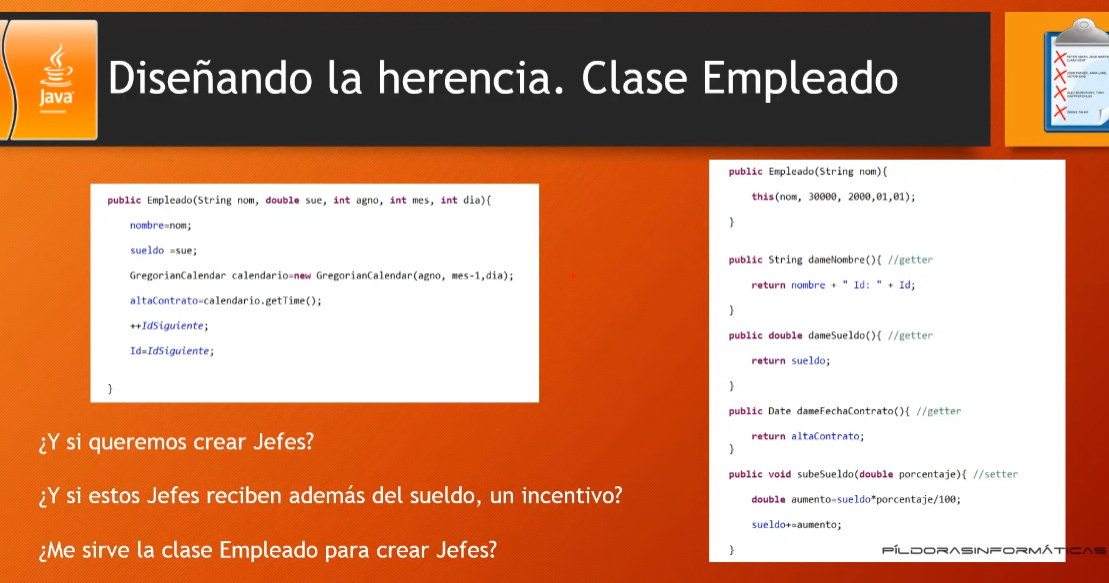 Java
Diseñando la herencia. Clase Empleado
public Empleado(String nom, double sue, int agno, int mes, int dia){
nombre=nom;
sueldo =sue;
GregorianCalendar calendario=new GregorianCalendar(agno, mes-1,dia);
altaContrato=calendario.getTime();
++IdSiguiente;
Id=IdSiguiente;
}
¿Y si queremos crear Jefes?
¿Y si estos Jefes reciben además del sueldo, un incentivo?
¿Me sirve la clase Empleado para crear Jefes?
public Empleado(String nom){
this(nom, 30000, 2000,01,01);
}
public String dameNombre(){ //getter
return nombre + " Id: " + Id;
}
public double dameSueldo(){ //getter
return sueldo;
}
public Date dameFechaContrato(){ //getter
return altaContrato;
}
public void subeSueldo(double porcentaje){ //setter
double aumento=sueldo*porcentaje/100;
sueldo+=aumento;
}
PÍLDORASINFORMÁTICAS